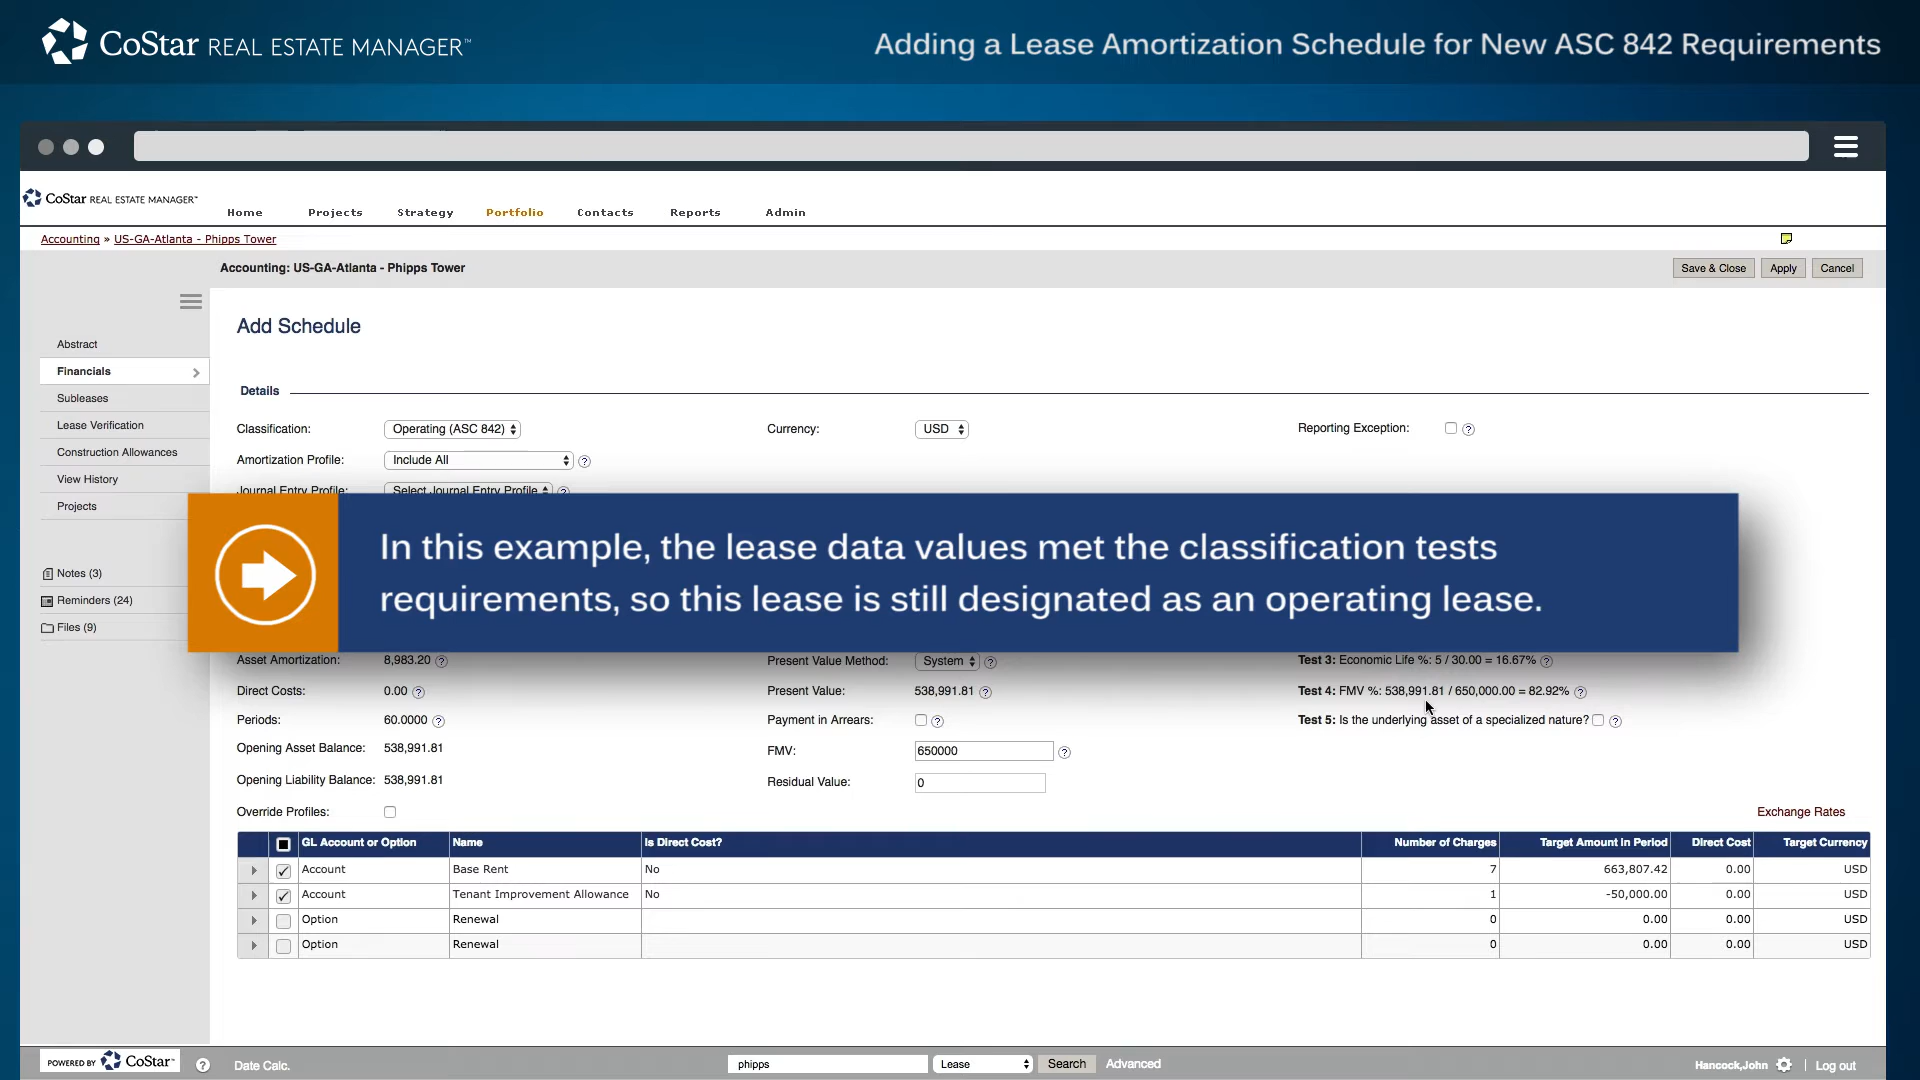 CoStar REAL ESTATE MANAGER™
Adding a Lease Amortization Schedule for New ASC 842 Requirements
CoStar REAL ESTATE MANAGER™
Home Projects Strategy Portfolio Contacts Reports Admin
Accounting » US-GA-Atlanta - Phipps Tower
Accounting: US-GA-Atlanta - Phipps Tower
Save & Close Apply Cancel
Add Schedule
Abstract
Financials
Subleases
Lease Verification
Construction Allowances
View History
Projects
Notes (3)
Reminders (24)
Files (9)
Details
Classification: Operating (ASC 842) Currency: USD Reporting Exception: ?
Amortization Profile: Include All ?
Journal Entry Profile: Select Journal Entry Profile ?
In this example, the lease data values met the classification tests
requirements, so this lease is still designated as an operating lease.
Asset Amortization: 8,983.20 ? Present Value Method: System ? Test 3: Economic Life %: 5 / 30.00 = 16.67% ?
Direct Costs: 0.00 ? Present Value: 538,991.81 ? Test 4: FMV %: 538,991.81 / 650,000.00 = 82.92% ?
Periods: 60.0000 ? Payment in Arrears: ? Test 5: Is the underlying asset of a specialized nature? ?
Opening Asset Balance: 538,991.81 FMV: 650000 ?
Opening Liability Balance: 538,991.81 Residual Value: 0
Override Profiles: Exchange Rates
GL Account or Option Name Is Direct Cost? Number of Charges Target Amount in Period Direct Cost Target Currency
Account Base Rent No 7 663,807.42 0.00 USD
Account Tenant Improvement Allowance No 1 -50,000.00 0.00 USD
Option Renewal 0 0.00 0.00 USD
Option Renewal 0 0.00 0.00 USD
POWERED BY CoStar™ ? Date Calc. phipps Lease Search Advanced Hancock,John | Log out